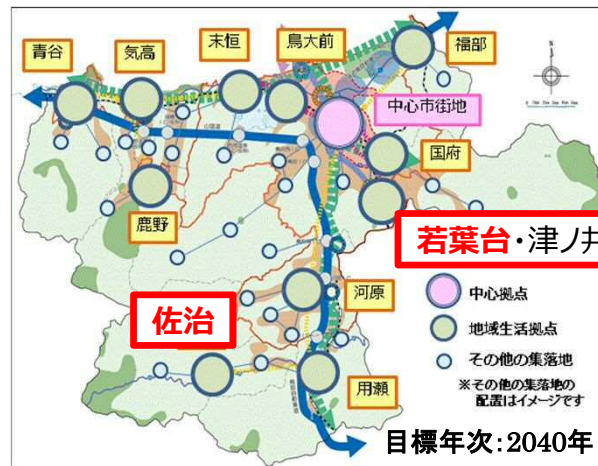 青谷
気高
末恒
鳥大前
福部
中心市街地
国府
鹿野
若葉台・津ノ井
佐治
河原
用瀬
N
中心拠点
地域生活拠点
その他の集落地
※その他の集落地の
配置はイメージです
目標年次:2040年